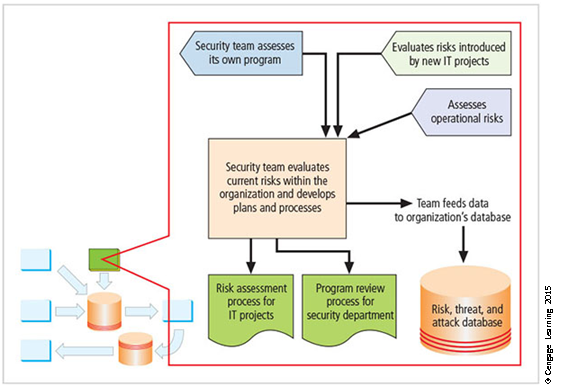 Security team assesses
its own program
Evaluates risks introduced
by new IT projects
Assesses
operational risks
Security team evaluates
current risks within the
organization and develops
plans and processes
Team feeds data
to organization's database
Risk assessment
process for
IT projects
Program review
process for
security department
Risk, threat, and
attack database
© Cengage Learning 2015